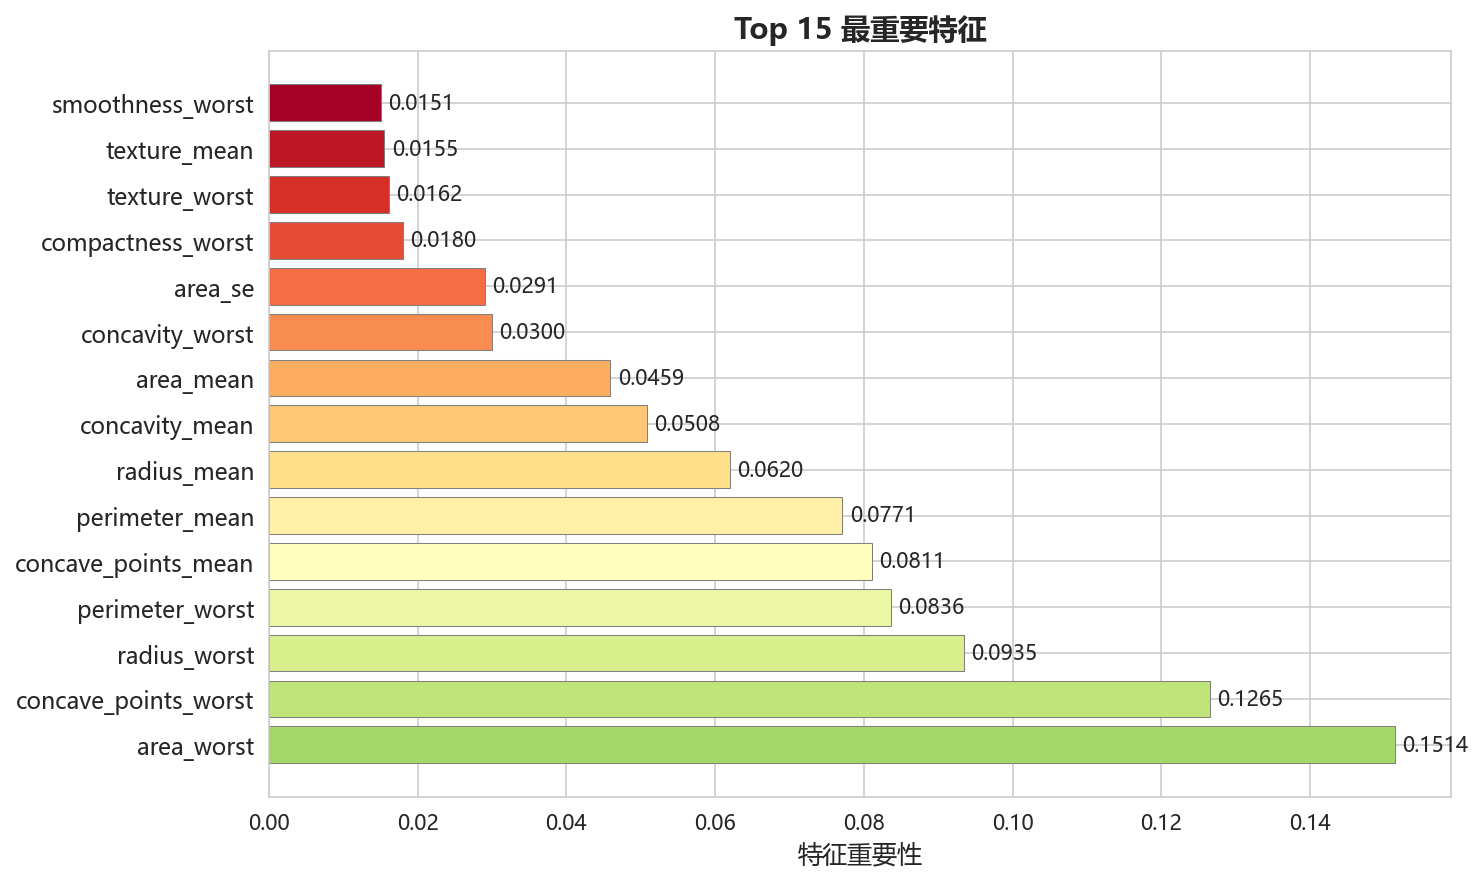 Top 15 最重要特征
smoothness_worst 0.0151
texture_mean 0.0155
texture_worst 0.0162
compactness_worst 0.0180
area_se 0.0291
concavity_worst 0.0300
area_mean 0.0459
concavity_mean 0.0508
radius_mean 0.0620
perimeter_mean 0.0771
concave_points_mean 0.0811
perimeter_worst 0.0836
radius_worst 0.0935
concave_points_worst 0.1265
area_worst 0.1514
0.00 0.02 0.04 0.06 0.08 0.10 0.12 0.14
特征重要性